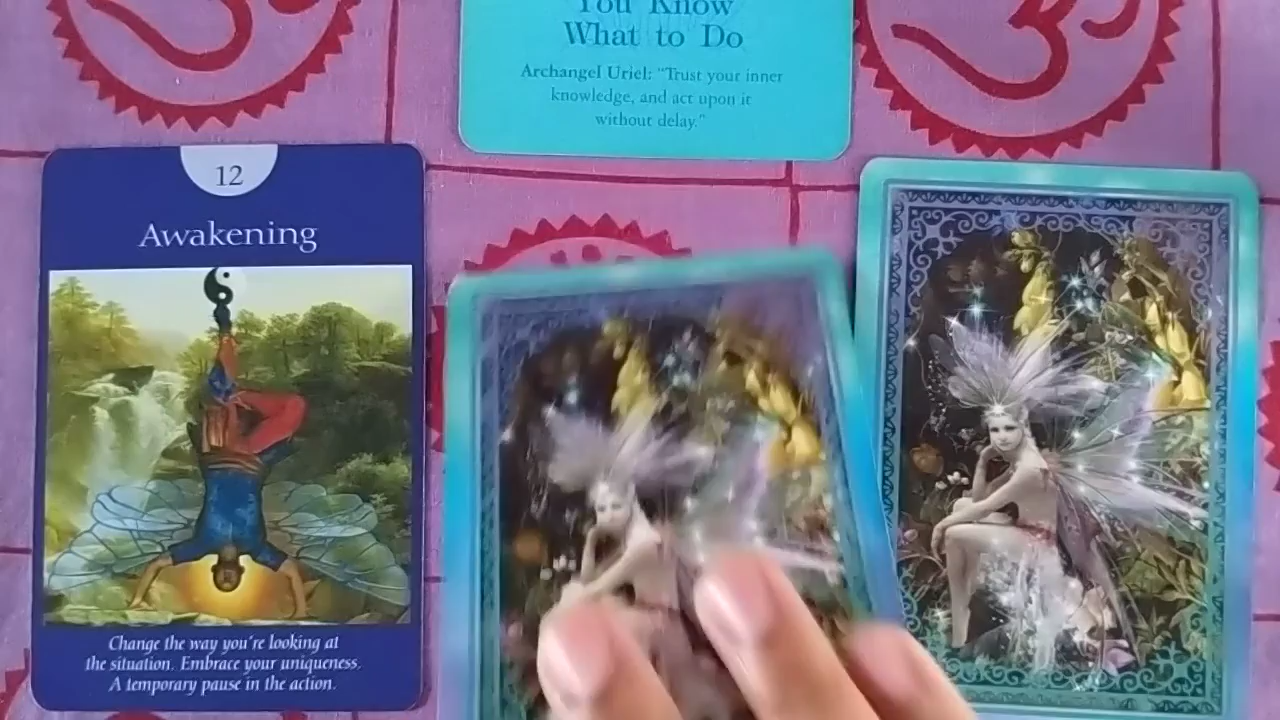 You Know
What to Do
Archangel Uriel: "Trust your inner
knowledge, and act upon it
without delay."
12
Awakening
Change the way you're looking at
the situation. Embrace your uniqueness.
A temporary pause in the action.